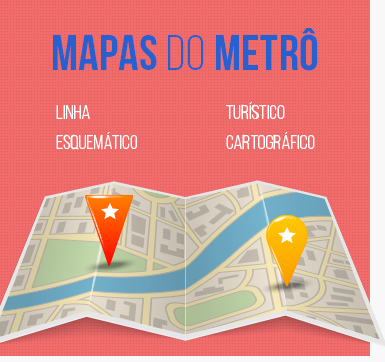 MAPAS DO METRÔ
LINHA
TURÍSTICO
ESQUEMÁTICO
CARTOGRÁFICO